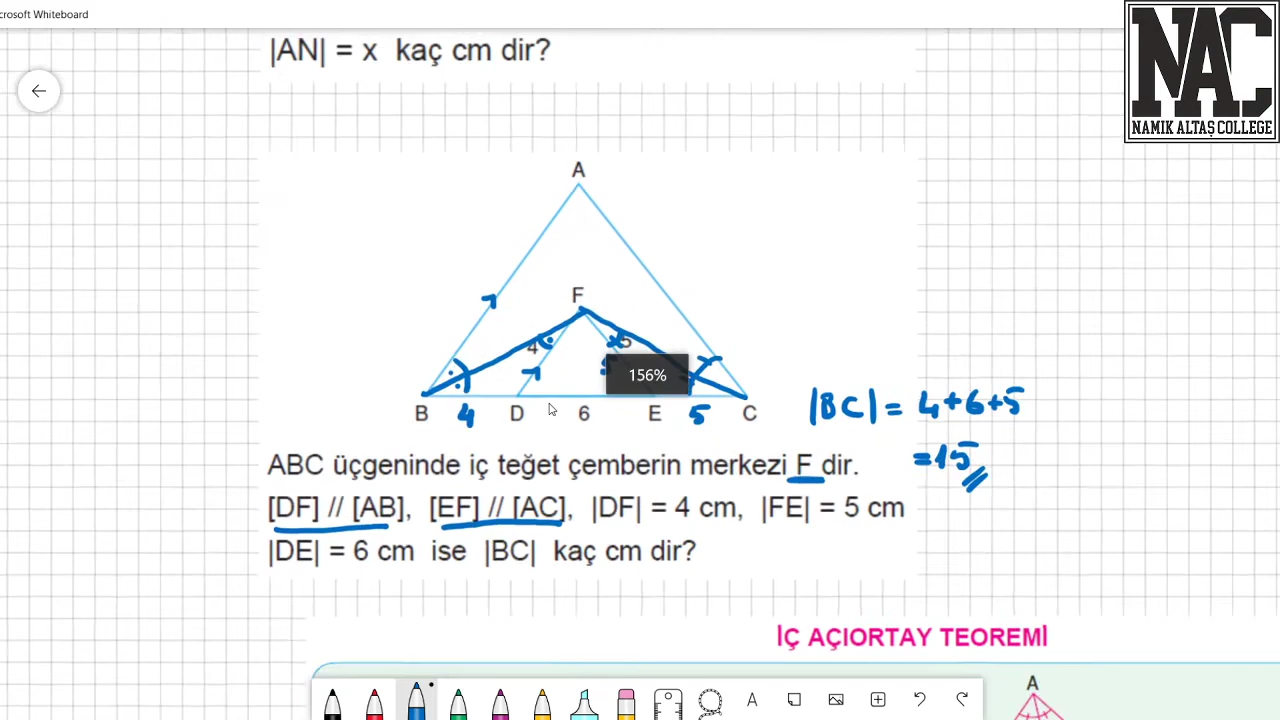 crosoft Whiteboard
NAC
NAMIK ALTAŞ COLLEGE
|AN| = x kaç cm dir?
A
F
4
5
156%
B
D
6
E
C
4
5
|BC| = 4+6+5
=15
ABC üçgeninde iç teğet çemberin merkezi F dir.
[DF] // [AB], [EF] // [AC], |DF| = 4 cm, |FE| = 5 cm
|DE| = 6 cm ise |BC| kaç cm dir?
İÇ AÇIORTAY TEOREMİ
A
A